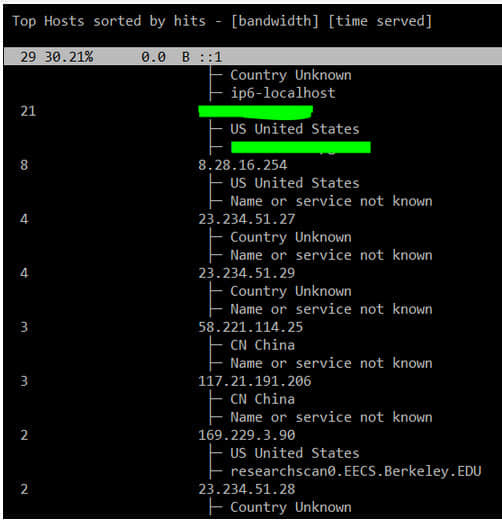 Top Hosts sorted by hits - [bandwidth] [time served]
29 30.21% 0.0 B ::1
Country Unknown
ip6-localhost
21
US United States
8 8.28.16.254
US United States
Name or service not known
4 23.234.51.27
Country Unknown
Name or service not known
4 23.234.51.29
Country Unknown
Name or service not known
3 58.221.114.25
CN China
Name or service not known
3 117.21.191.206
CN China
Name or service not known
2 169.229.3.90
US United States
researchscan0.EECS.Berkeley.EDU
2 23.234.51.28
Country Unknown